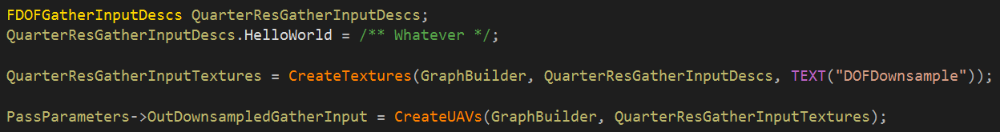 FDOFGatherInputDescs QuarterResGatherInputDescs;
QuarterResGatherInputDescs.HelloWorld = /** Whatever */;
QuarterResGatherInputTextures = CreateTextures(GraphBuilder, QuarterResGatherInputDescs, TEXT("DOFDownsample"));
PassParameters->OutDownsampledGatherInput = CreateUAVs(GraphBuilder, QuarterResGatherInputTextures);